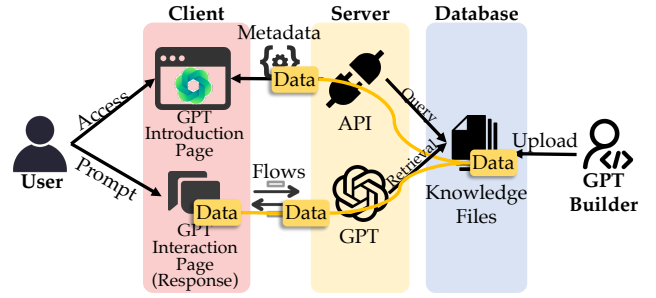 Client
Server
Database
Metadata
Data
Access
GPT
Introduction
Page
API
Query
Upload
User
Prompt
Flows
Retrieval
Data
Knowledge
Files
GPT
Builder
Data
Data
GPT
GPT
Interaction
Page
(Response)